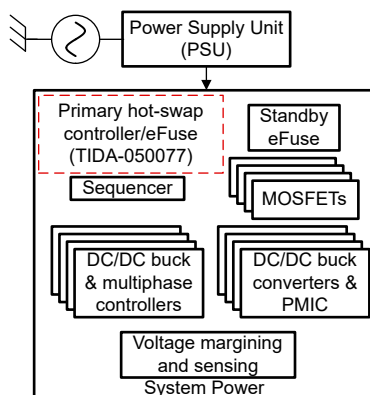 Power Supply Unit
(PSU)
Primary hot-swap
controller/eFuse
(TIDA-050077)
Standby
eFuse
Sequencer
MOSFETs
DC/DC buck
& multiphase
controllers
DC/DC buck
converters &
PMIC
Voltage margining
and sensing
System Power